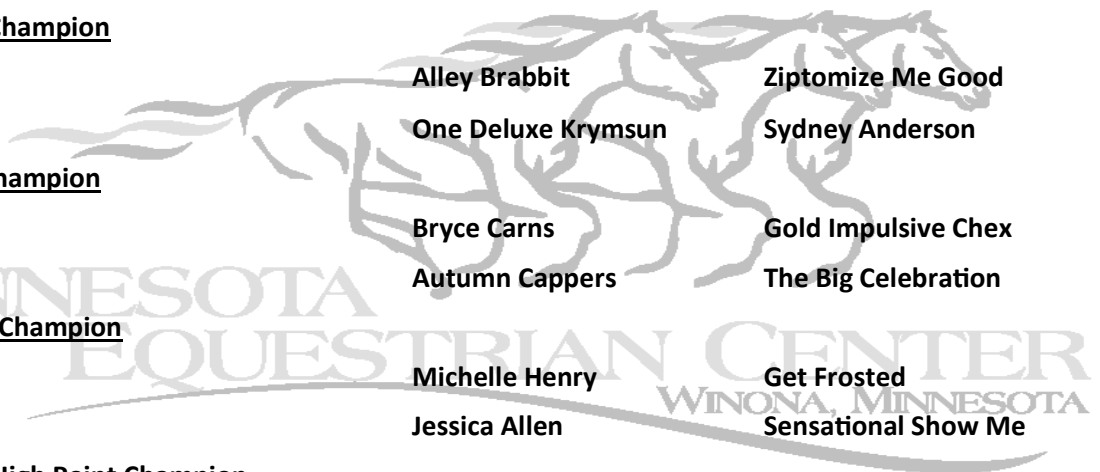 Champion
Alley Brabbit Ziptomize Me Good
One Deluxe Krymsun Sydney Anderson
hampion
Bryce Carns Gold Impulsive Chex
Autumn Cappers The Big Celebration
NNESOTA
Champion
EQUESTRIAN CENTER
Michelle Henry Get Frosted
WINONA, MINNESOTA
Jessica Allen Sensational Show Me
High Point Champion